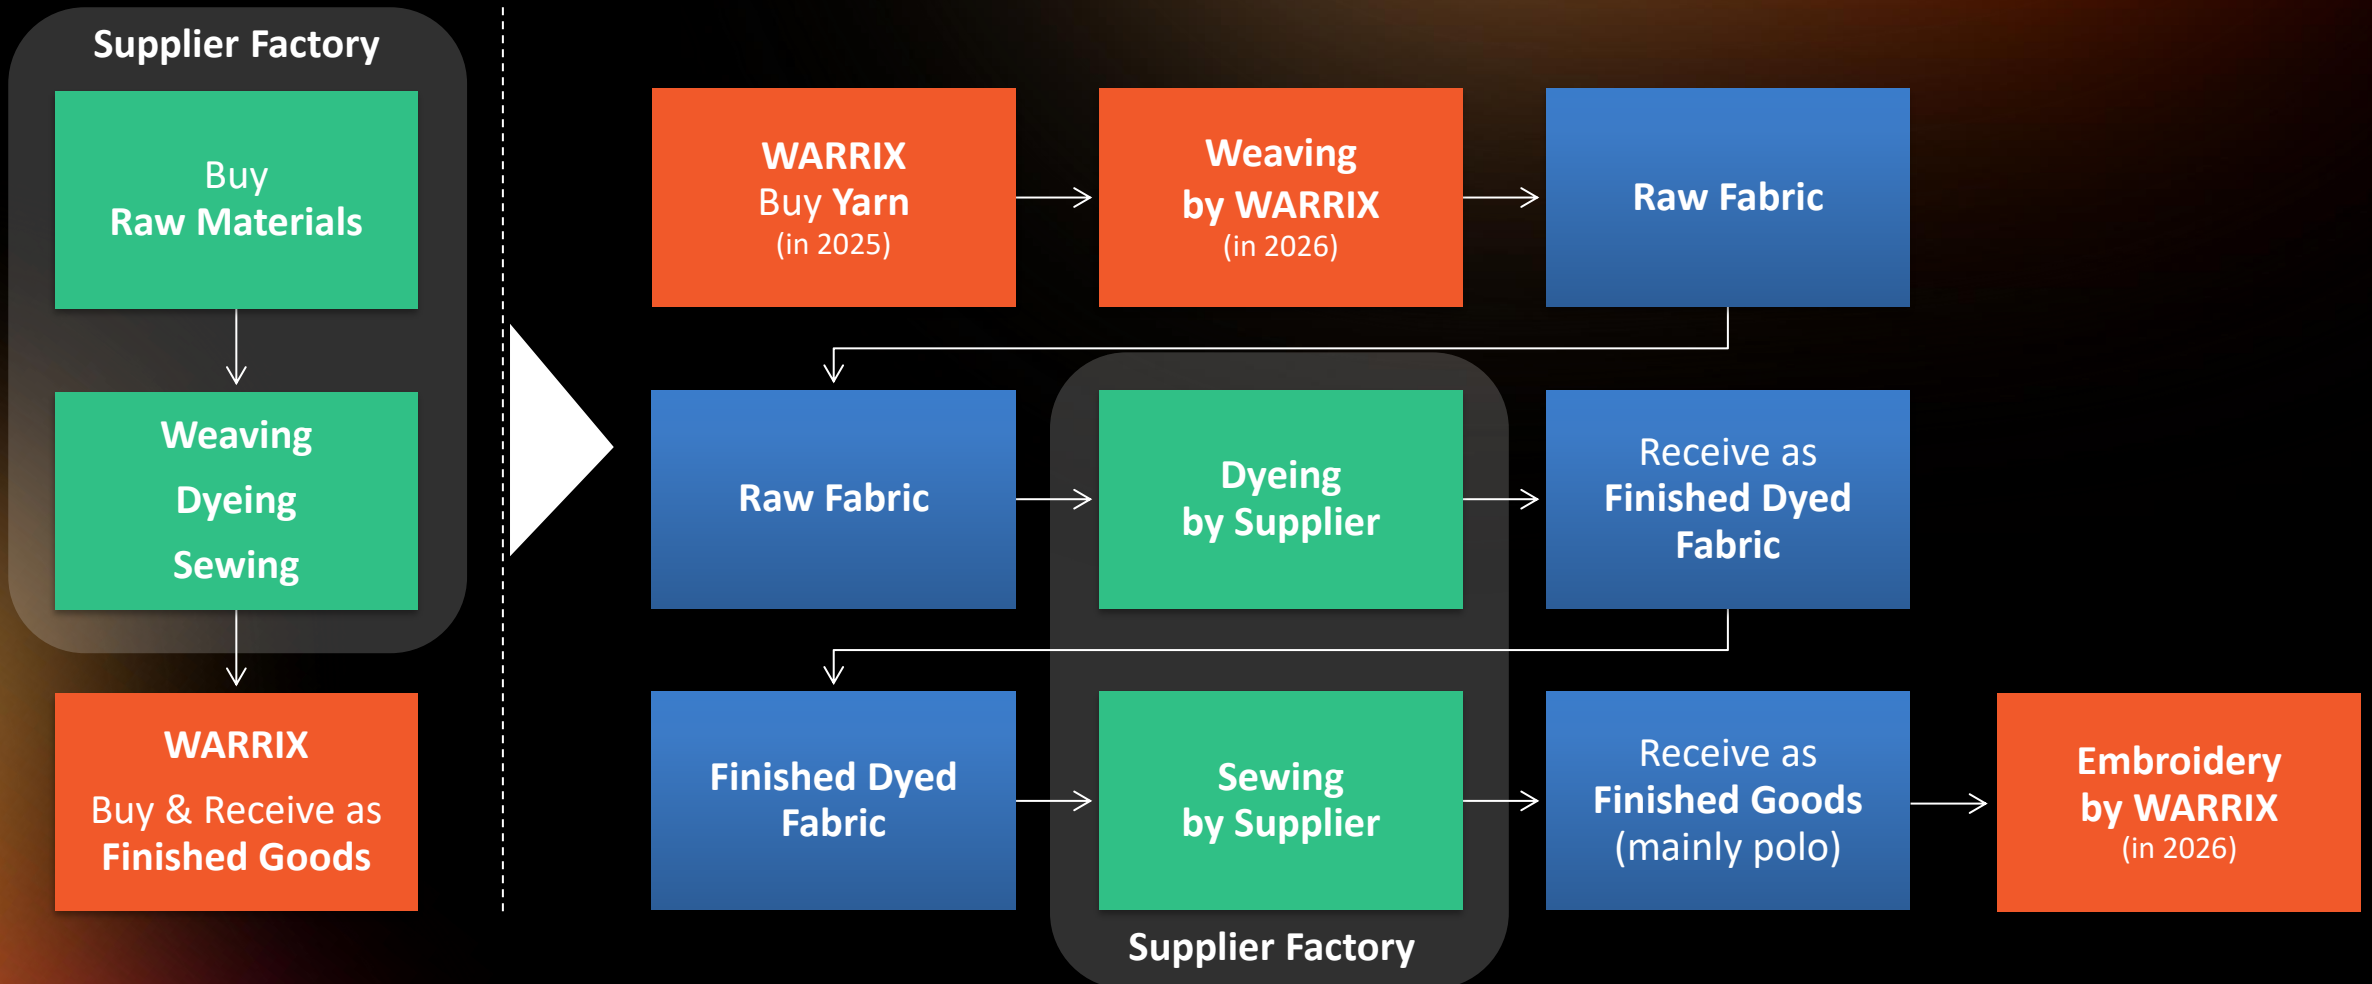 Supplier Factory
Buy
Raw Materials
Weaving
Dyeing
Sewing
WARRIX
Buy & Receive as
Finished Goods
WARRIX
Buy Yarn
(in 2025)
Weaving
by WARRIX
(in 2026)
Raw Fabric
Raw Fabric
Dyeing
by Supplier
Receive as
Finished Dyed
Fabric
Finished Dyed
Fabric
Sewing
by Supplier
Receive as
Finished Goods
(mainly polo)
Embroidery
by WARRIX
(in 2026)
Supplier Factory